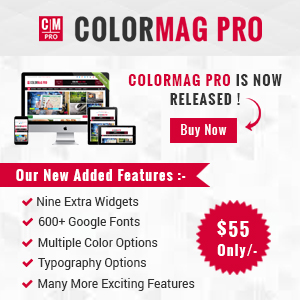 CM
PRO
COLORMAG PRO
COLORMAG PRO IS NOW
RELEASED !
Buy Now
Our New Added Features :-
Nine Extra Widgets
600+ Google Fonts
Multiple Color Options
Typography Options
Many More Exciting Features
$55
Only/-